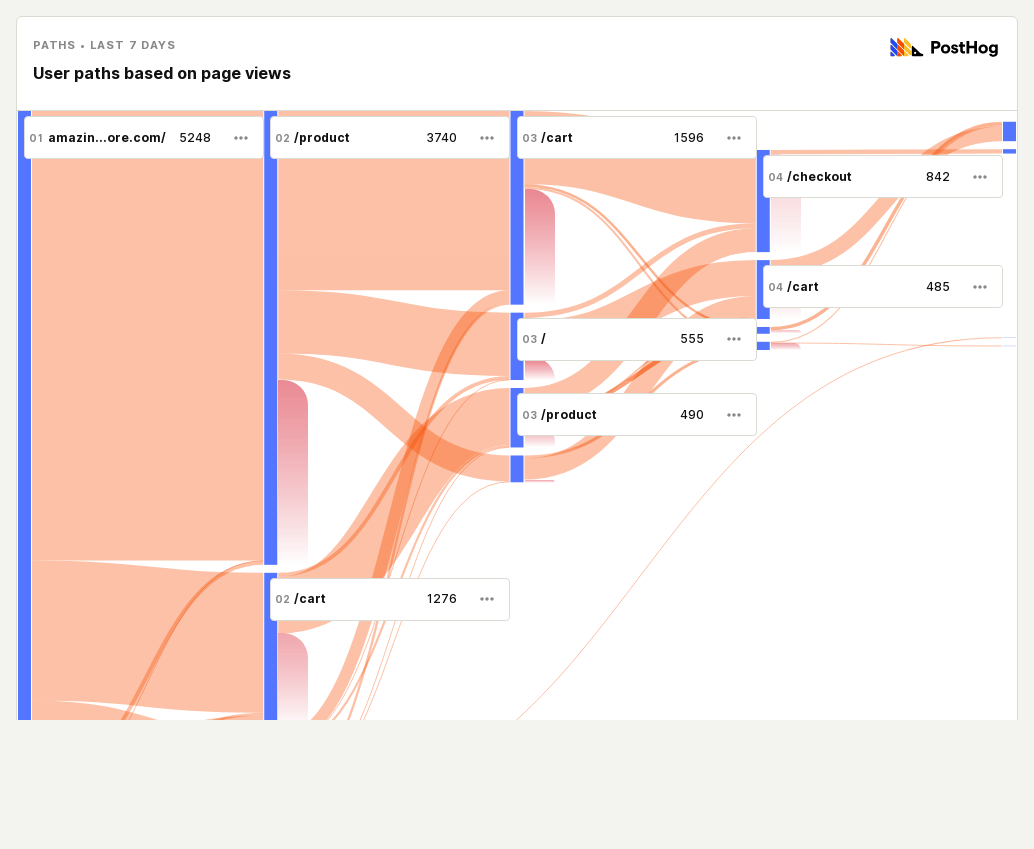 PATHS • LAST 7 DAYS
User paths based on page views
PostHog
01 amazin...ore.com/ 5248 •••
02 /product 3740 •••
03 /cart 1596 •••
04 /checkout 842 •••
04 /cart 485 •••
03 / 555 •••
03 /product 490 •••
02 /cart 1276 •••